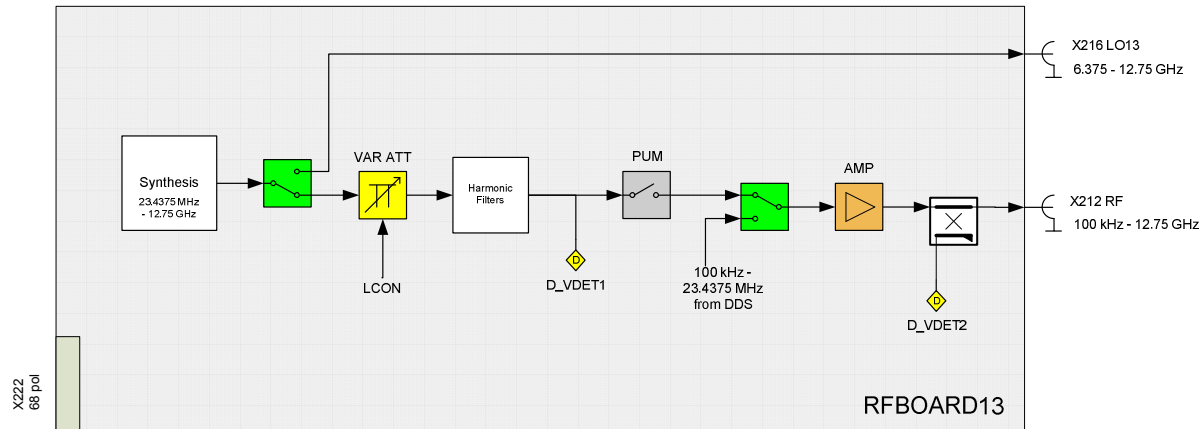 X216 LO13
6.375 - 12.75 GHz
VAR ATT
PUM
AMP
Synthesis
23.4375 MHz
- 12.75 GHz
Harmonic
Filters
X212 RF
100 kHz - 12.75 GHz
LCON
D
D_VDET1
100 kHz -
23.4375 MHz
from DDS
D
D_VDET2
X222
68 pol
RFBOARD13